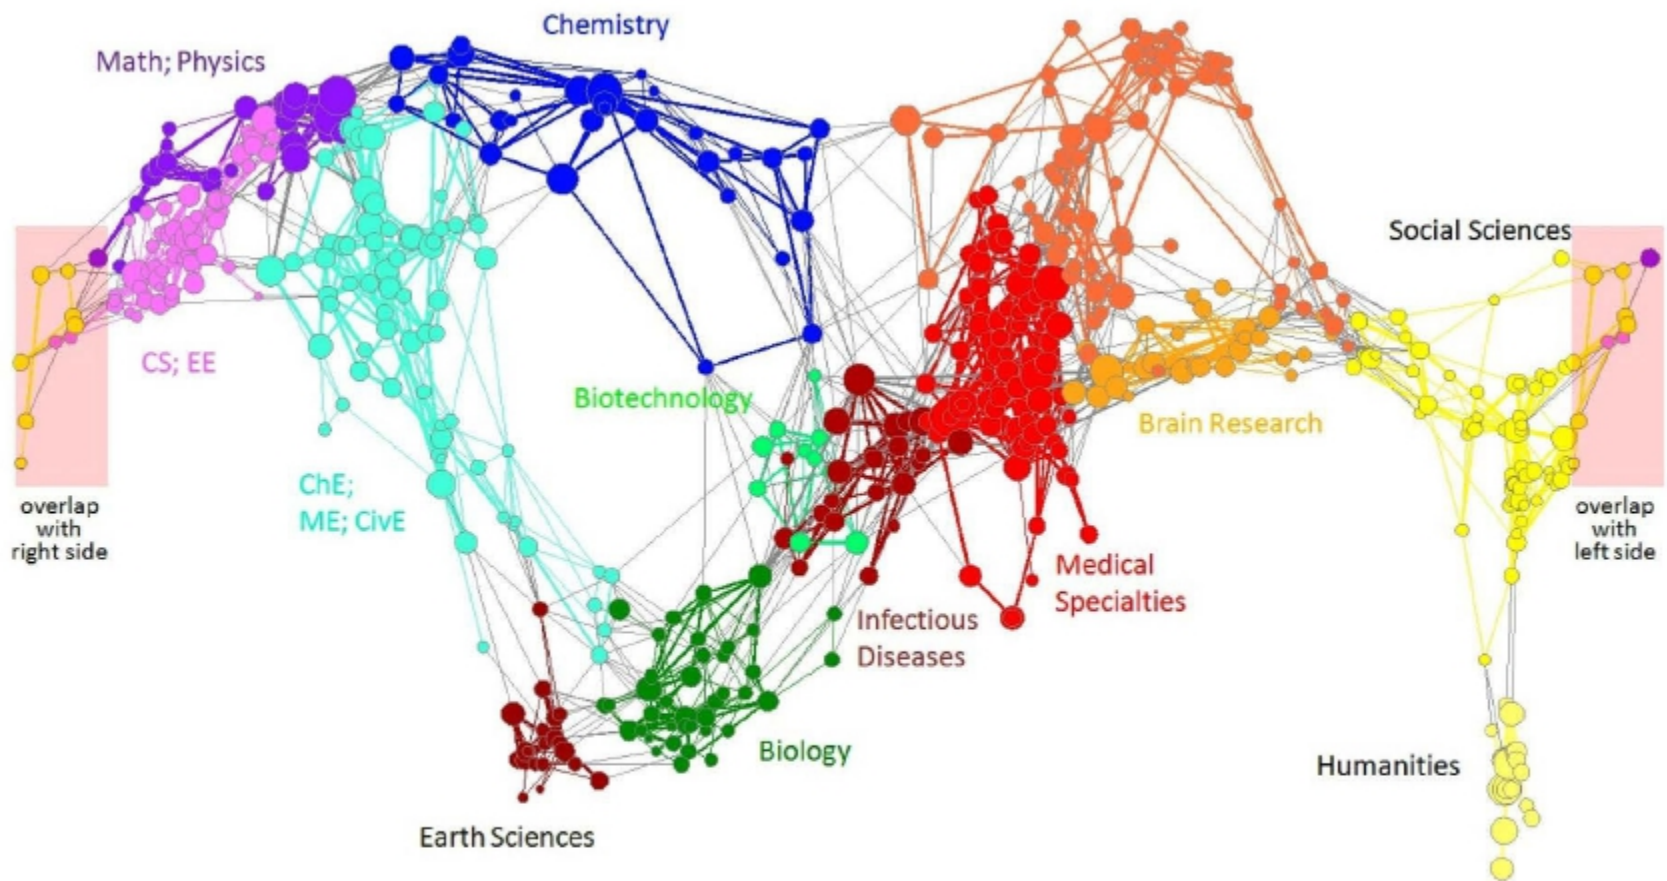 Chemistry
Math; Physics
Social Sciences
CS; EE
Biotechnology
Brain Research
ChE;
ME; CivE
overlap
with
right side
overlap
with
left side
Medical
Specialties
Infectious
Diseases
Biology
Humanities
Earth Sciences